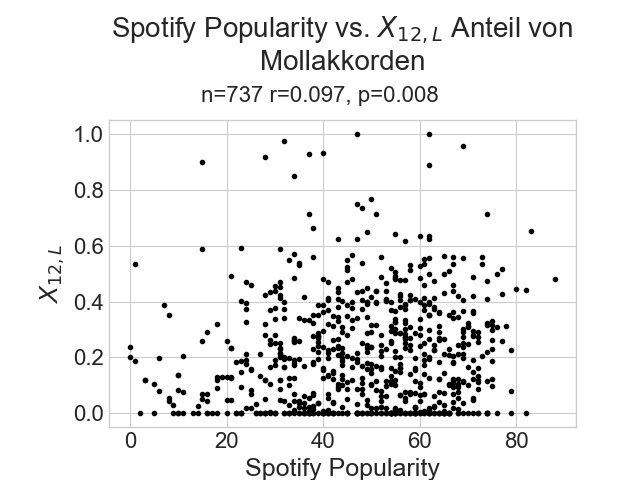 Spotify Popularity vs. X12, L Anteil von
Mollakkorden
n=737 r=0.097, p=0.008
1.0
0.8
0.6
0.4
0.2
0.0
X12, L
0 20 40 60 80
Spotify Popularity